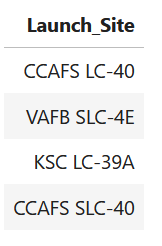 Launch_Site
CCAFS LC-40
VAFB SLC-4E
KSC LC-39A
CCAFS SLC-40